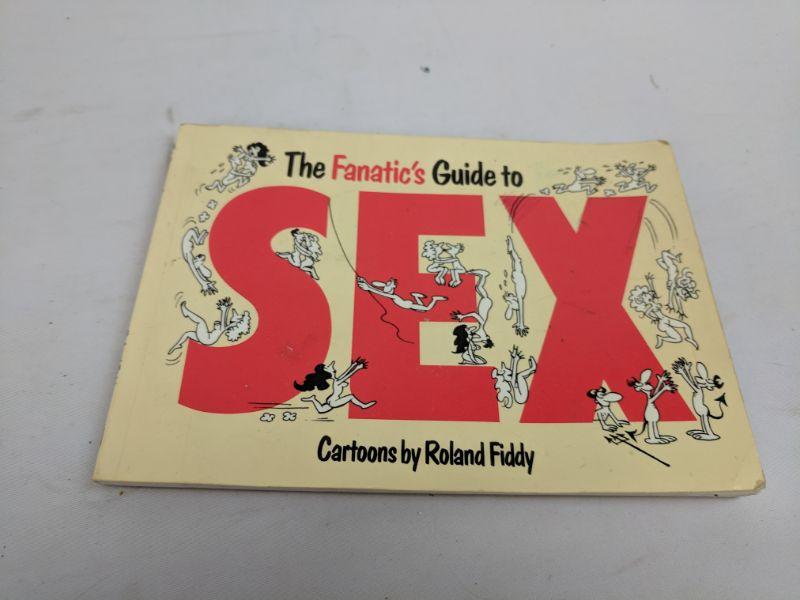 The Fanatic's Guide to
SEX
Cartoons by Roland Fiddy